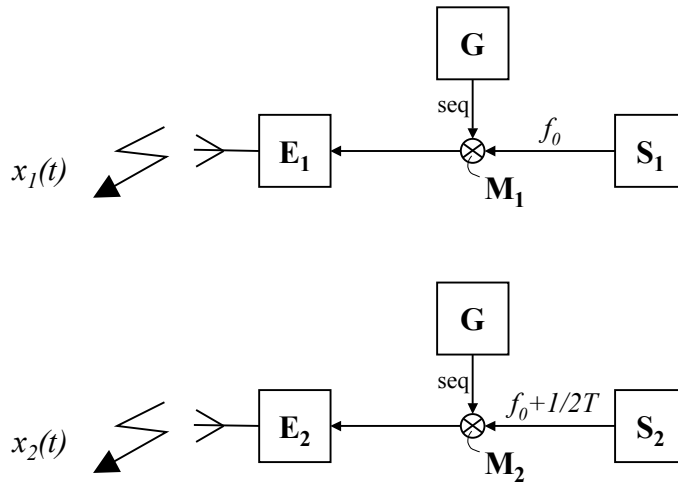 G
seq
f₀
x₁(t)
E₁
S₁
M₁
G
seq
f₀+1/2T
x₂(t)
E₂
S₂
M₂